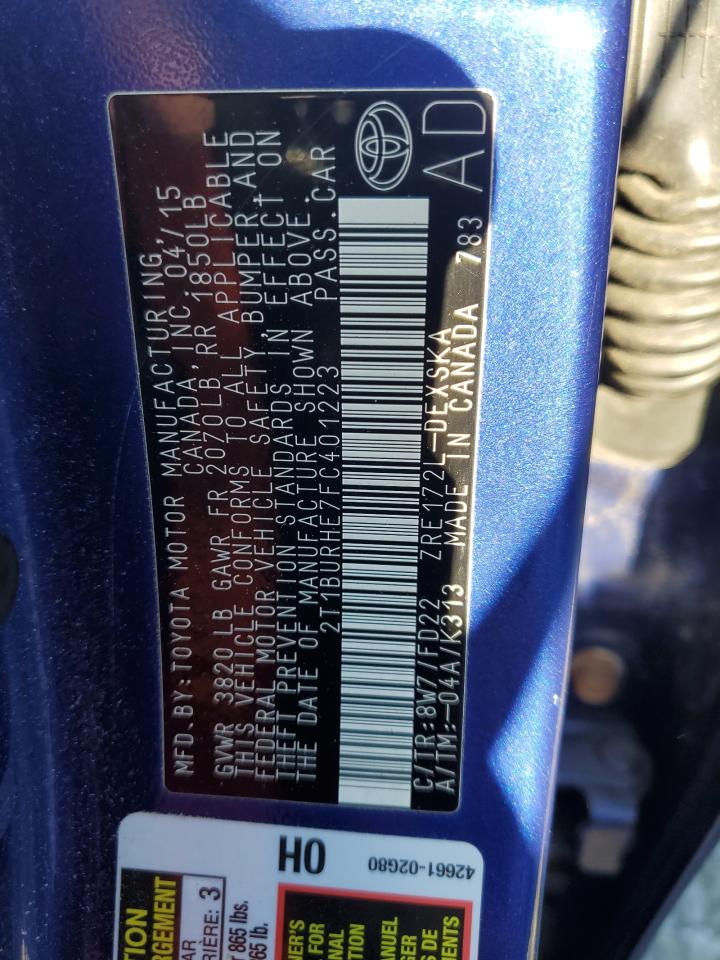 MFD.BY:TOYOTA MOTOR MANUFACTURING,
CANADA, INC. 04/15
GVWR 3820 LB GAWR FR 2070LB RR 1850LB
THIS VEHICLE CONFORMS TO ALL APPLICABLE
FEDERAL MOTOR VEHICLE SAFETY BUMPER, AND
THEFT PREVENTION STANDARDS IN EFFECT ON
THE DATE OF MANUFACTURE SHOWN ABOVE.
2T1BURHE7FC401223 PASS.CAR
C/TR:8W7/FD22 ZRE172L-DEXSKA
A/TM:-04A/K313 MADE IN CANADA 783
AD
OH
42661-02G80
3
865 lbs.